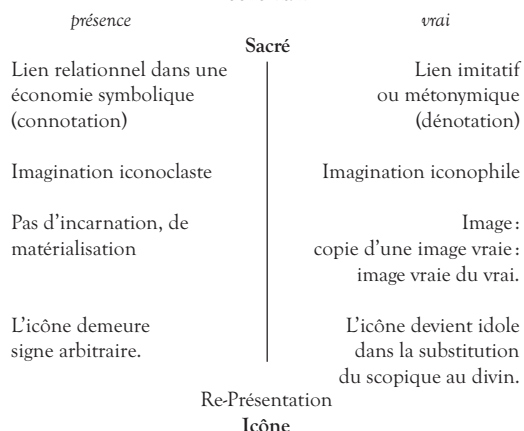 présence
vrai
Sacré
Lien relationnel dans une
économie symbolique
(connotation)
Lien imitatif
ou métonymique
(dénotation)
Imagination iconoclaste
Imagination iconophile
Pas d'incarnation, de
matérialisation
Image :
copie d'une image vraie :
image vraie du vrai.
L'icône demeure
signe arbitraire.
L'icône devient idole
dans la substitution
du scopique au divin.
Re-Présentation
Icône